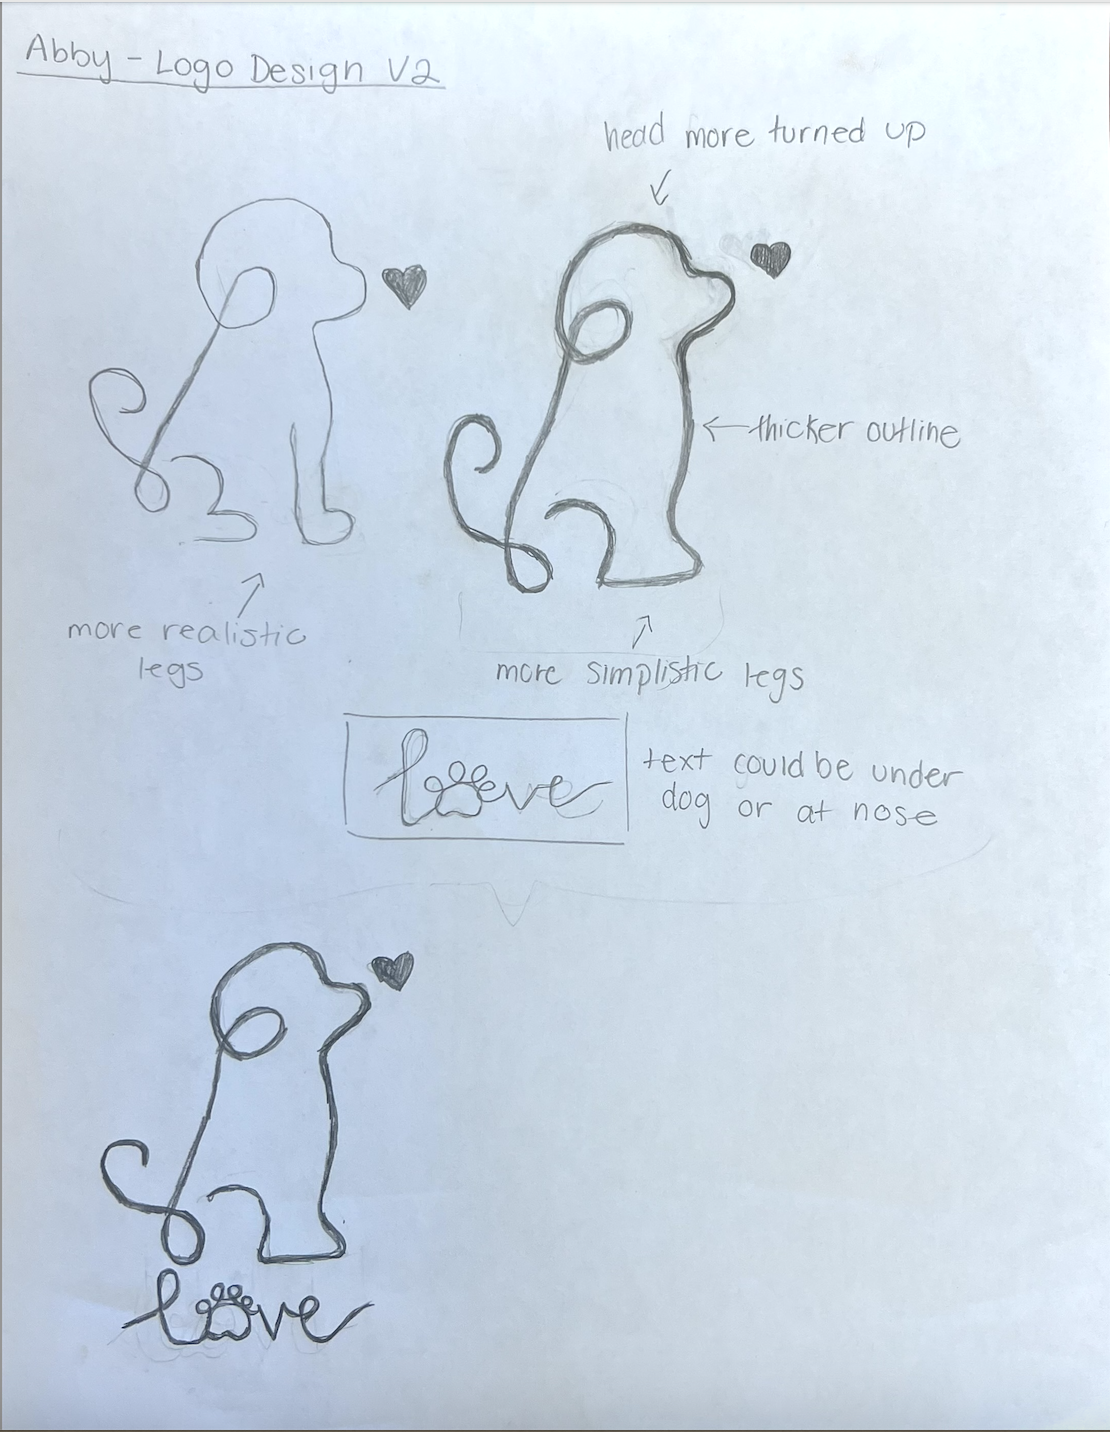 Abby - Logo Design V2
head more turned up
thicker outline
more realistic
legs
more simplistic legs
love
text could be under
dog or at nose
love